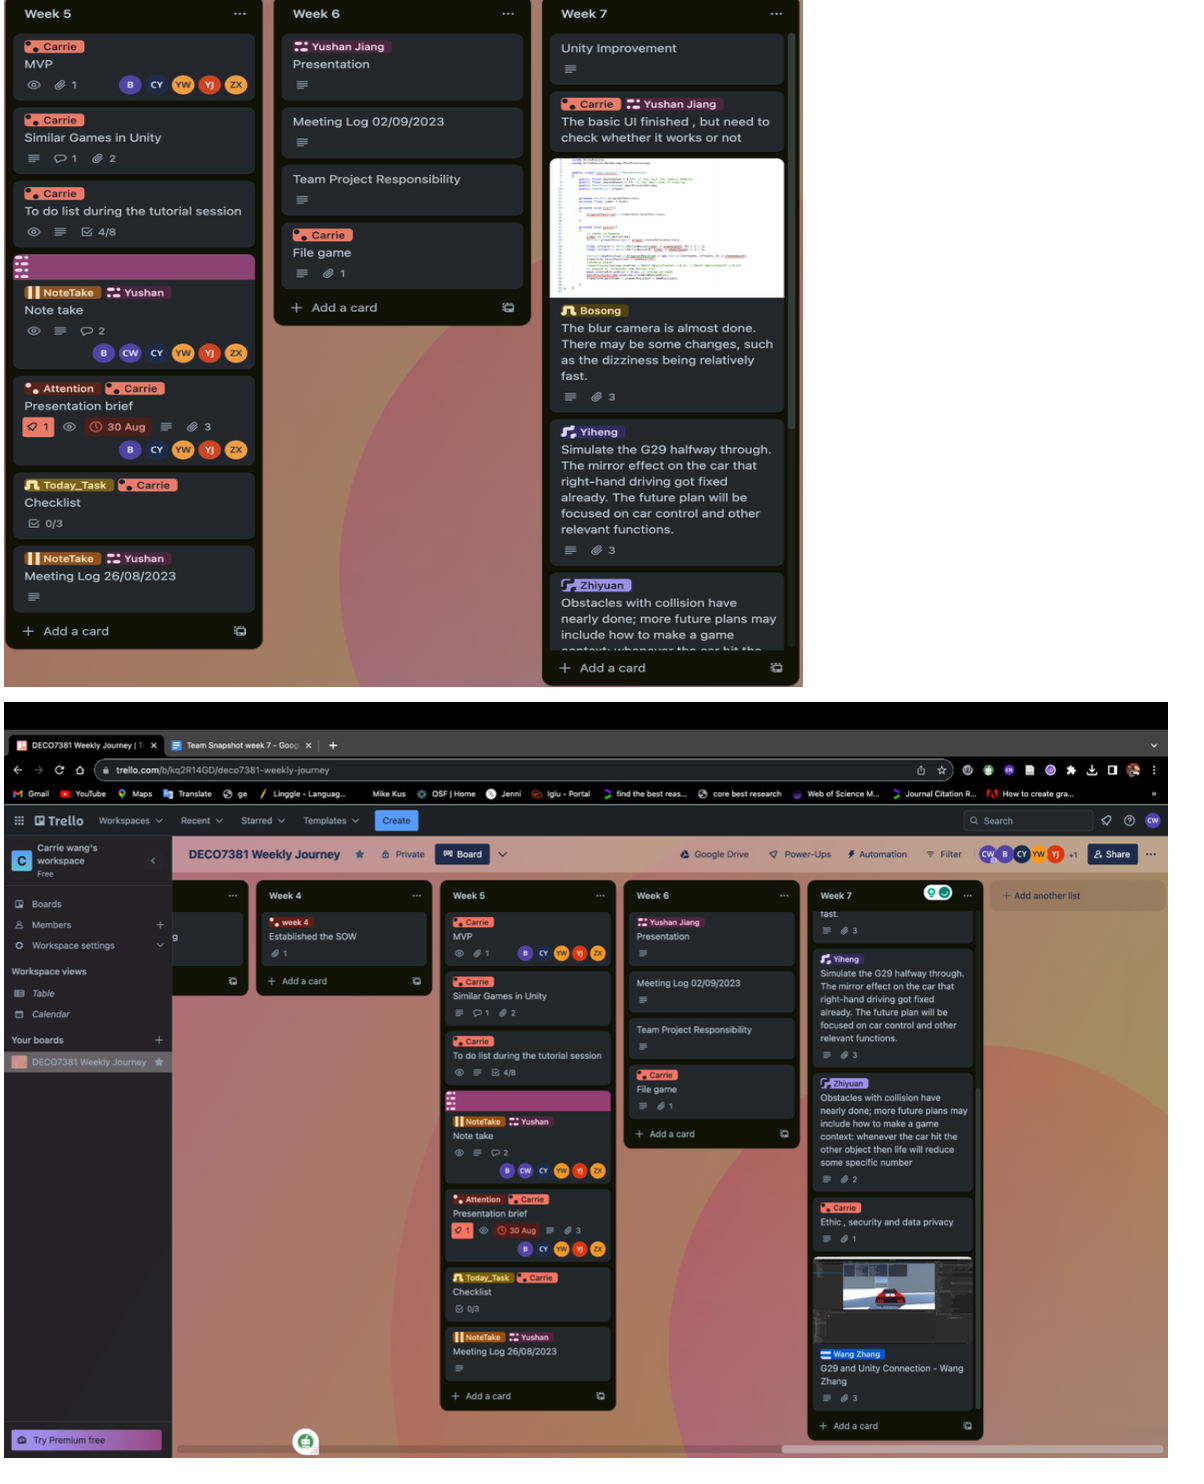 Week 5
Carrie
MVP
1
B CY YW YJ ZX
Carrie
Similar Games in Unity
1 2
Carrie
To do list during the tutorial session
4/8
NoteTake Yushan
Note take
2
B CW CY YW YJ ZX
Attention Carrie
Presentation brief
1 30 Aug 3
B CY YW YJ ZX
Today_Task Carrie
Checklist
0/3
NoteTake Yushan
Meeting Log 26/08/2023
+ Add a card
Week 6
Yushan Jiang
Presentation
Meeting Log 02/09/2023
Team Project Responsibility
Carrie
File game
1
+ Add a card
Week 7
Unity Improvement
Carrie Yushan Jiang
The basic UI finished , but need to
check whether it works or not
Bosong
The blur camera is almost done.
There may be some changes, such
as the dizziness being relatively
fast.
3
Yiheng
Simulate the G29 halfway through.
The mirror effect on the car that
right-hand driving got fixed
already. The future plan will be
focused on car control and other
relevant functions.
3
Zhiyuan
Obstacles with collision have
nearly done; more future plans may
include how to make a game
context: whenever the car hit the
+ Add a card
DECO7381 Weekly Journey | Tr
Team Snapshot week 7 - Goog
trello.com/b/kq2R14GD/deco7381-weekly-journey
Gmail YouTube Maps Translate ge Linggle - Languag... Mike Kus OSF | Home Jenni iglu - Portal find the best reas... core best research Web of Science M... Journal Citation R... How to create gra... »
Trello Workspaces Recent Starred Templates Create Search CW
C Carrie wang's
workspace
Free
Boards
Members
Workspace settings
Workspace views
Table
Calendar
Your boards
DECO7381 Weekly Journey
Try Premium free
DECO7381 Weekly Journey Private Board Google Drive Power-Ups Automation Filter CW B CY YW YJ +1 Share
g
Week 4
week 4
Established the SOW
1
+ Add a card
Week 5
Carrie
MVP
1
B CY YW YJ ZX
Carrie
Similar Games in Unity
1 2
Carrie
To do list during the tutorial session
4/8
NoteTake Yushan
Note take
2
B CW CY YW YJ ZX
Attention Carrie
Presentation brief
1 30 Aug 3
B CY YW YJ ZX
Today_Task Carrie
Checklist
0/3
NoteTake Yushan
Meeting Log 26/08/2023
+ Add a card
Week 6
Yushan Jiang
Presentation
Meeting Log 02/09/2023
Team Project Responsibility
Carrie
File game
1
+ Add a card
Week 7
fast.
3
Yiheng
Simulate the G29 halfway through.
The mirror effect on the car that
right-hand driving got fixed
already. The future plan will be
focused on car control and other
relevant functions.
3
Zhiyuan
Obstacles with collision have
nearly done; more future plans may
include how to make a game
context: whenever the car hit the
other object then life will reduce
some specific number
2
Carrie
Ethic , security and data privacy
1
Wang Zhang
G29 and Unity Connection - Wang
Zhang
3
+ Add a card
+ Add another list